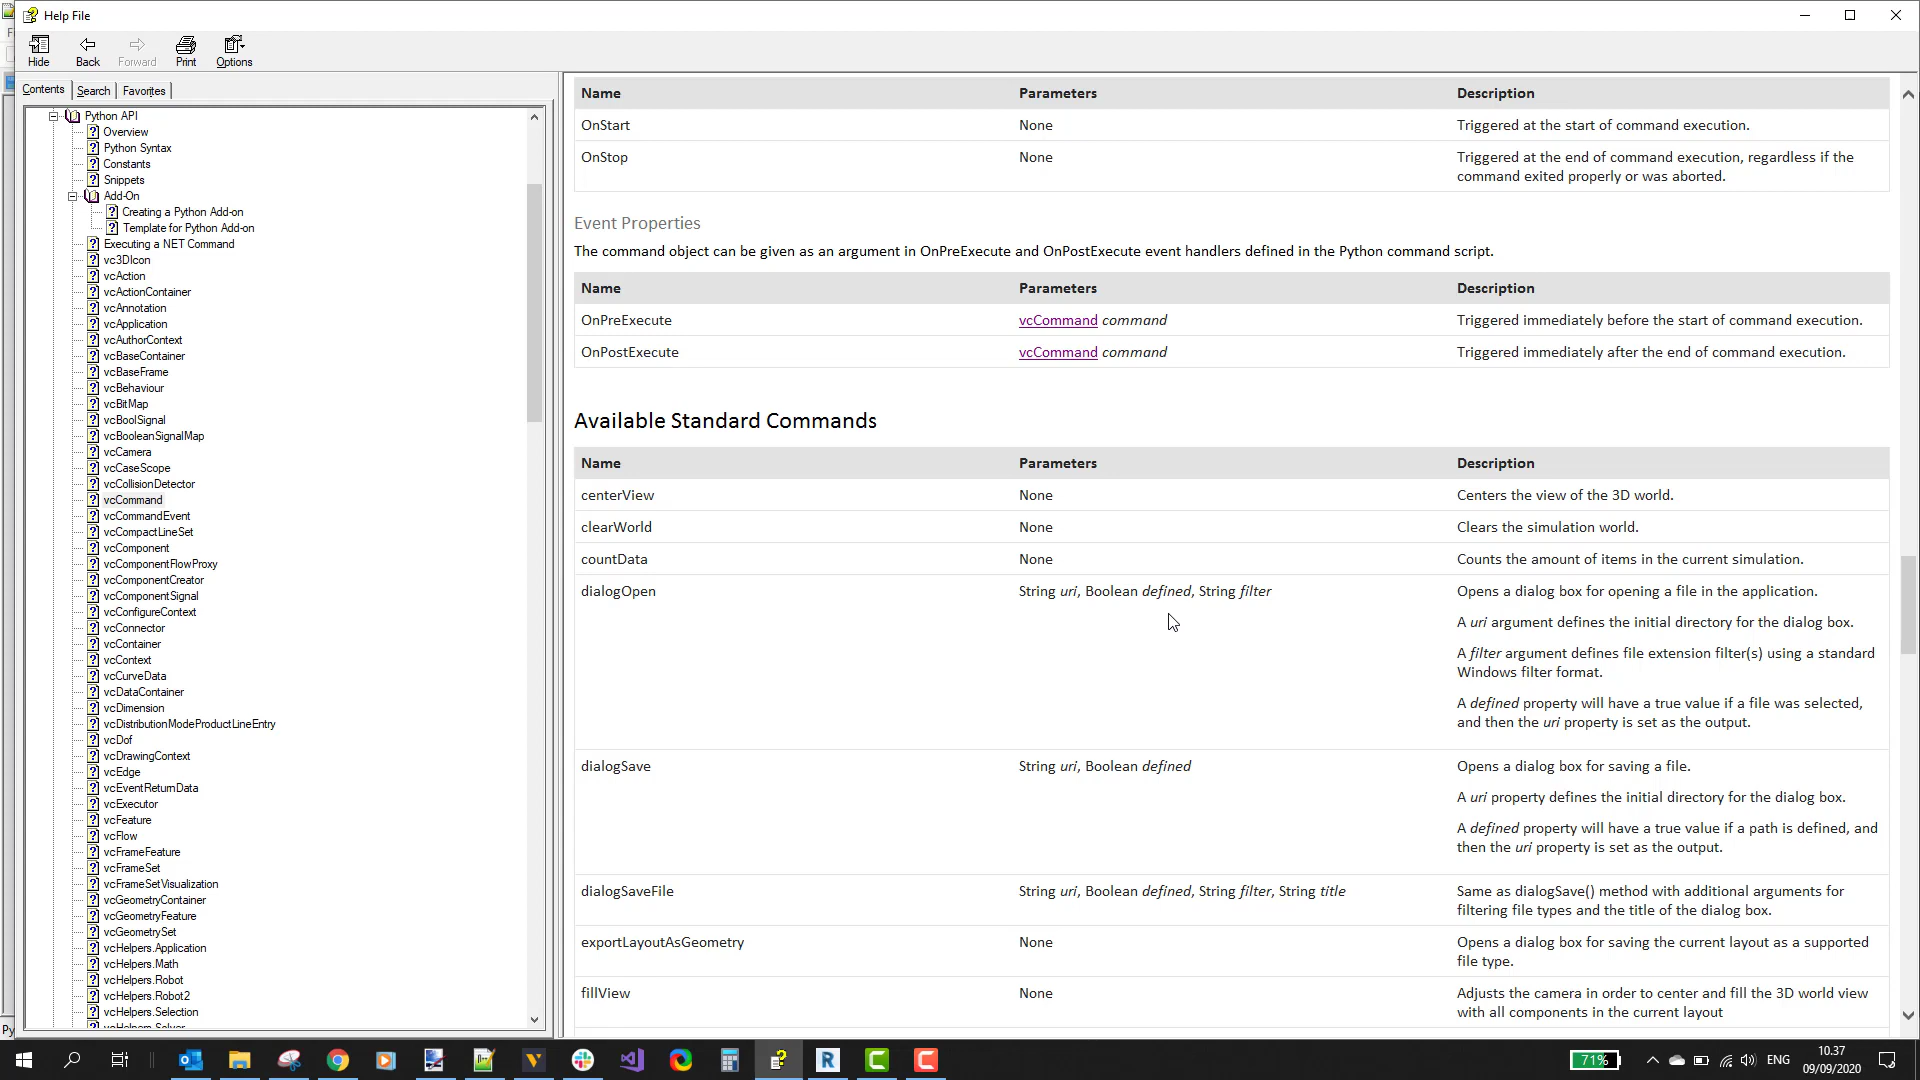 Help File
Hide
Back
Forward
Print
Options
Contents
Search
Favorites
Python API
Overview
Python Syntax
Constants
Snippets
Add-On
Creating a Python Add-on
Template for Python Add-on
Executing a NET Command
vc3DIcon
vcAction
vcActionContainer
vcAnnotation
vcApplication
vcAuthorContext
vcBaseContainer
vcBaseFrame
vcBehaviour
vcBitMap
vcBoolSignal
vcBooleanSignalMap
vcCamera
vcCaseScope
vcCollisionDetector
vcCommand
vcCommandEvent
vcCompactLineSet
vcComponent
vcComponentFlowProxy
vcComponentCreator
vcComponentSignal
vcConfigureContext
vcConnector
vcContainer
vcContext
vcCurveData
vcDataContainer
vcDimension
vcDistributionModeProductLineEntry
vcDof
vcDrawingContext
vcEdge
vcEventReturnData
vcExecutor
vcFeature
vcFlow
vcFrameFeature
vcFrameSet
vcFrameSetVisualization
vcGeometryContainer
vcGeometryFeature
vcGeometrySet
vcHelpers.Application
vcHelpers.Math
vcHelpers.Robot
vcHelpers.Robot2
vcHelpers.Selection
vcHelpers.Solver
Name Parameters Description
OnStart None Triggered at the start of command execution.
OnStop None Triggered at the end of command execution, regardless if the
command exited properly or was aborted.
Event Properties
The command object can be given as an argument in OnPreExecute and OnPostExecute event handlers defined in the Python command script.
Name Parameters Description
OnPreExecute vcCommand command Triggered immediately before the start of command execution.
OnPostExecute vcCommand command Triggered immediately after the end of command execution.
Available Standard Commands
Name Parameters Description
centerView None Centers the view of the 3D world.
clearWorld None Clears the simulation world.
countData None Counts the amount of items in the current simulation.
dialogOpen String uri, Boolean defined, String filter Opens a dialog box for opening a file in the application.
A uri argument defines the initial directory for the dialog box.
A filter argument defines file extension filter(s) using a standard
Windows filter format.
A defined property will have a true value if a file was selected,
and then the uri property is set as the output.
dialogSave String uri, Boolean defined Opens a dialog box for saving a file.
A uri property defines the initial directory for the dialog box.
A defined property will have a true value if a path is defined, and
then the uri property is set as the output.
dialogSaveFile String uri, Boolean defined, String filter, String title Same as dialogSave() method with additional arguments for
filtering file types and the title of the dialog box.
exportLayoutAsGeometry None Opens a dialog box for saving the current layout as a supported
file type.
fillView None Adjusts the camera in order to center and fill the 3D world view
with all components in the current layout
Py
71%
ENG
10.37
09/09/2020